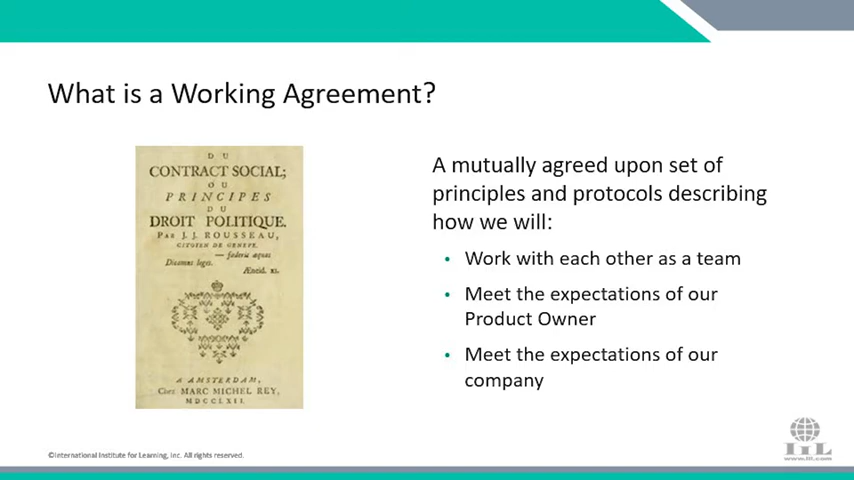 What is a Working Agreement?
DU
CONTRACT SOCIAL;
OU
PRINCIPES
DU
DROIT POLITIQUE.
PAR J. J. ROUSSEAU,
CITOYEN DE GENEVE.
— fœderis æquas
Dicamus leges.
Æneid. XI.
A AMSTERDAM,
Chez MARC MICHEL REY,
MDCCLXII.
A mutually agreed upon set of
principles and protocols describing
how we will:
• Work with each other as a team
• Meet the expectations of our
Product Owner
• Meet the expectations of our
company
©International Institute for Learning, Inc. All rights reserved.
IIL
www.iil.com